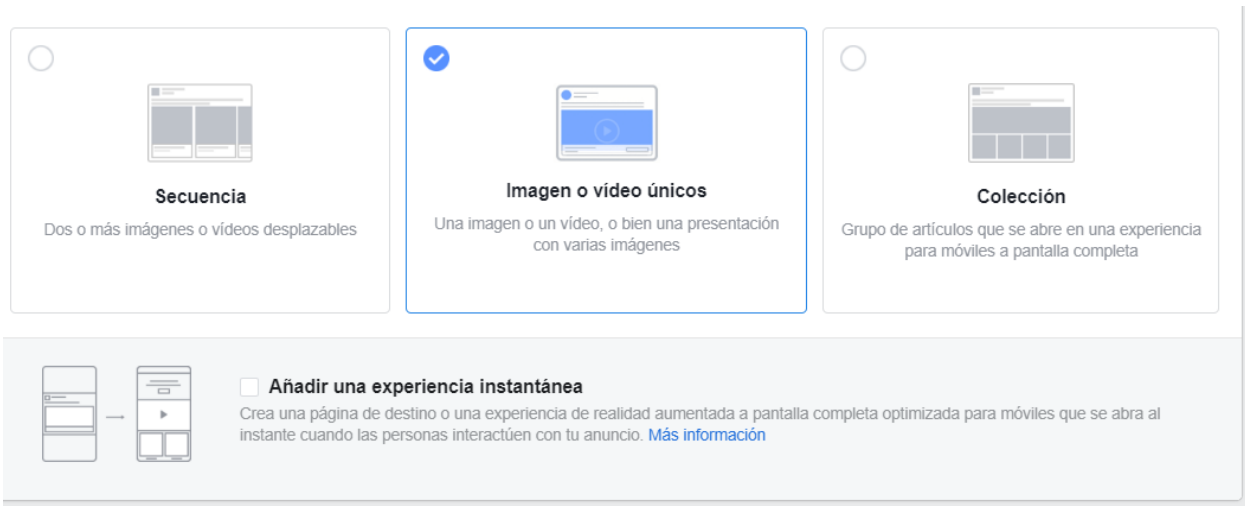 Secuencia
Dos o más imágenes o vídeos desplazables
Imagen o vídeo únicos
Una imagen o un vídeo, o bien una presentación
con varias imágenes
Colección
Grupo de artículos que se abre en una experiencia
para móviles a pantalla completa
Añadir una experiencia instantánea
Crea una página de destino o una experiencia de realidad aumentada a pantalla completa optimizada para móviles que se abra al
instante cuando las personas interactúen con tu anuncio. Más información